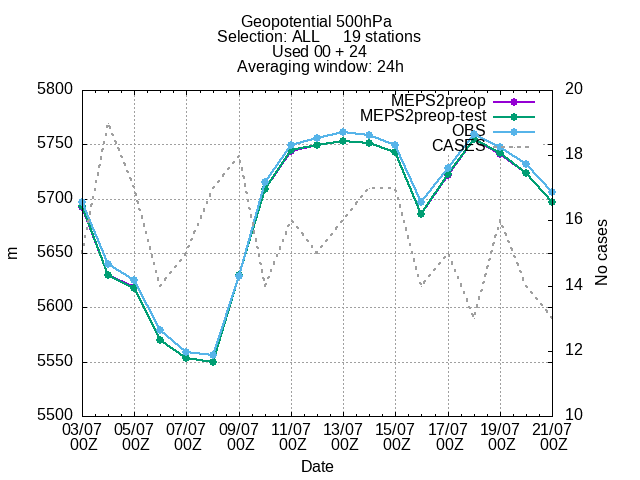 Geopotential 500hPa
Selection: ALL 19 stations
Used 00 + 24
Averaging window: 24h
MEPS2preop
MEPS2preop-test
OBS
CASES
5800
5750
5700
5650
5600
5550
5500
m
20
18
16
14
12
10
No cases
03/07 05/07 07/07 09/07 11/07 13/07 15/07 17/07 19/07 21/07
00Z 00Z 00Z 00Z 00Z 00Z 00Z 00Z 00Z 00Z
Date